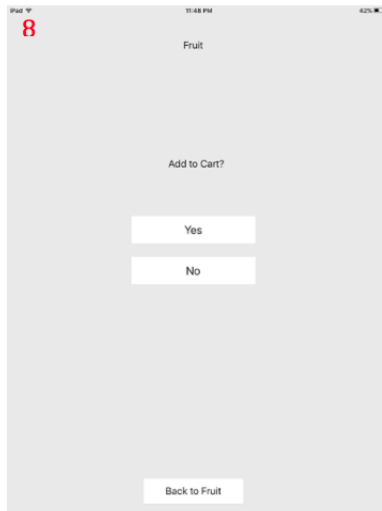 iPad 11:48 PM 42%
8
Fruit
Add to Cart?
Yes
No
Back to Fruit